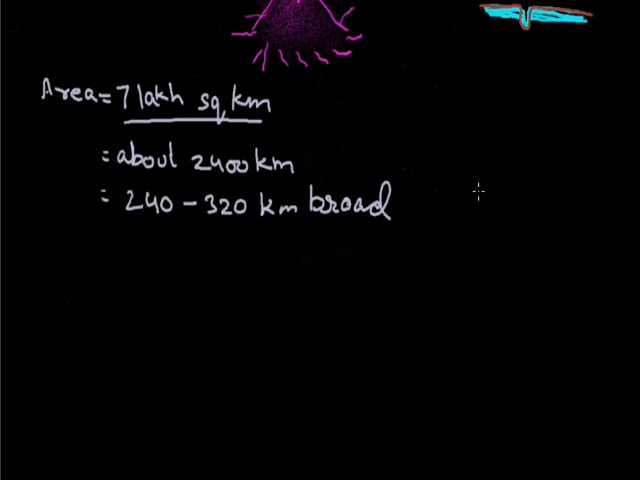 Area = 7 lakh sq km
= about 2400 km
= 240 - 320 km broad